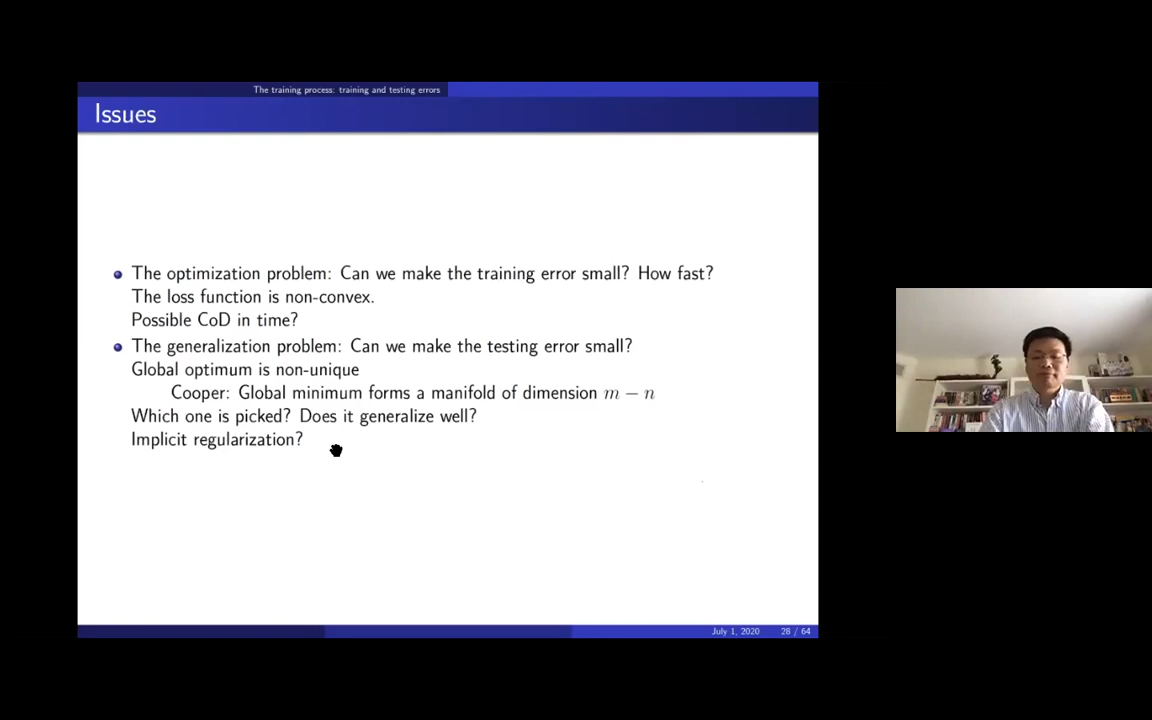 The training process: training and testing errors
Issues
The optimization problem: Can we make the training error small? How fast?
The loss function is non-convex.
Possible CoD in time?
The generalization problem: Can we make the testing error small?
Global optimum is non-unique
Cooper: Global minimum forms a manifold of dimension m − n
Which one is picked? Does it generalize well?
Implicit regularization?
July 1, 2020 28 / 64